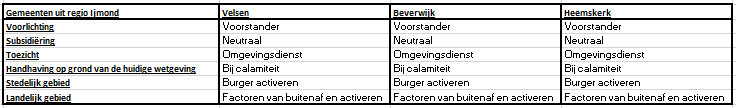 Gemeenten uit regio Ijmond Velsen Beverwijk Heemskerk
Voorlichting Voorstander Voorstander Voorstander
Subsidiëring Neutraal Neutraal Neutraal
Toezicht Omgevingsdienst Omgevingsdienst Omgevingsdienst
Handhaving op grond van de huidige wetgeving Bij calamiteit Bij calamiteit Bij calamiteit
Stedelijk gebied Burger activeren Burger activeren Burger activeren
Landelijk gebied Factoren van buitenaf en activeren Factoren van buitenaf en activeren Factoren van buitenaf en activeren